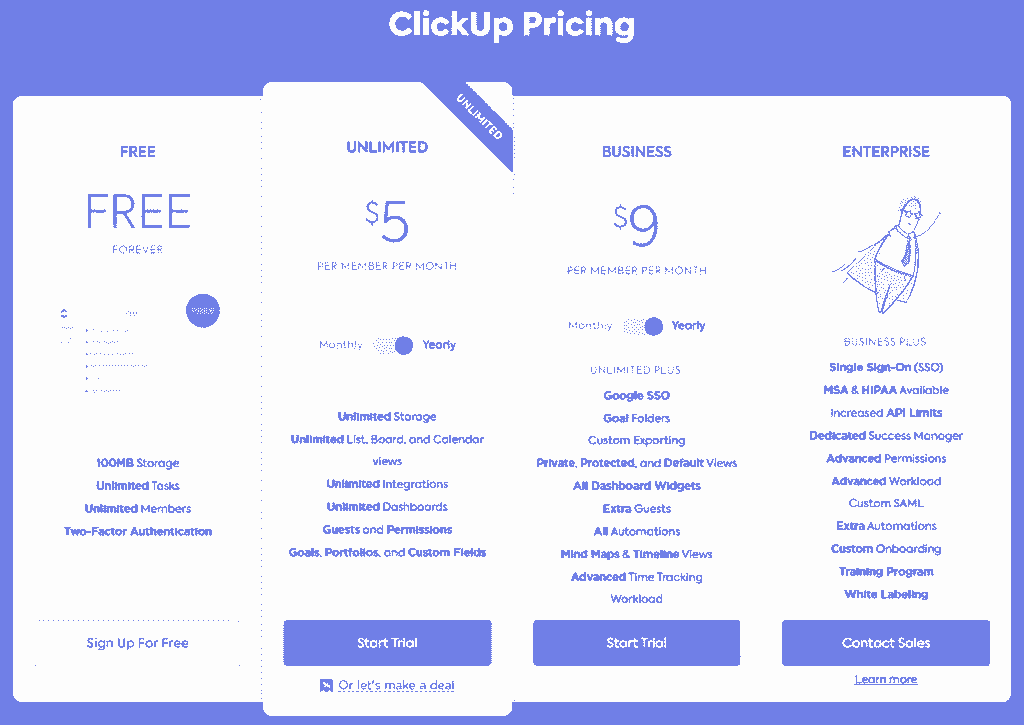 ClickUp Pricing
UNLIMITED
FREE
FREE
FOREVER
100MB Storage
Unlimited Tasks
Unlimited Members
Two-Factor Authentication
Sign Up For Free
UNLIMITED
$5
PER MEMBER PER MONTH
Monthly Yearly
Unlimited Storage
Unlimited List, Board, and Calendar
views
Unlimited Integrations
Unlimited Dashboards
Guests and Permissions
Goals, Portfolios, and Custom Fields
Start Trial
Or let's make a deal
BUSINESS
$9
PER MEMBER PER MONTH
Monthly Yearly
UNLIMITED PLUS
Google SSO
Goal Folders
Custom Exporting
Private, Protected, and Default Views
All Dashboard Widgets
Extra Guests
All Automations
Mind Maps & Timeline Views
Advanced Time Tracking
Workload
Start Trial
ENTERPRISE
BUSINESS PLUS
Single Sign-On (SSO)
MSA & HIPAA Available
Increased API Limits
Dedicated Success Manager
Advanced Permissions
Advanced Workload
Custom SAML
Extra Automations
Custom Onboarding
Training Program
White Labeling
Contact Sales
Learn more